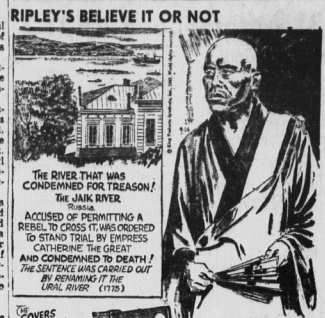 RIPLEY'S BELIEVE IT OR NOT
THE RIVER THAT WAS
CONDEMNED FOR TREASON!
THE JAIK RIVER
RUSSIA
ACCUSED OF PERMITTING A
REBEL TO CROSS IT, WAS ORDERED
TO STAND TRIAL BY EMPRESS
CATHERINE THE GREAT
AND CONDEMNED TO DEATH!
THE SENTENCE WAS CARRIED OUT
BY RENAMING IT THE
URAL RIVER (1775)
9-26
THE
COVERS